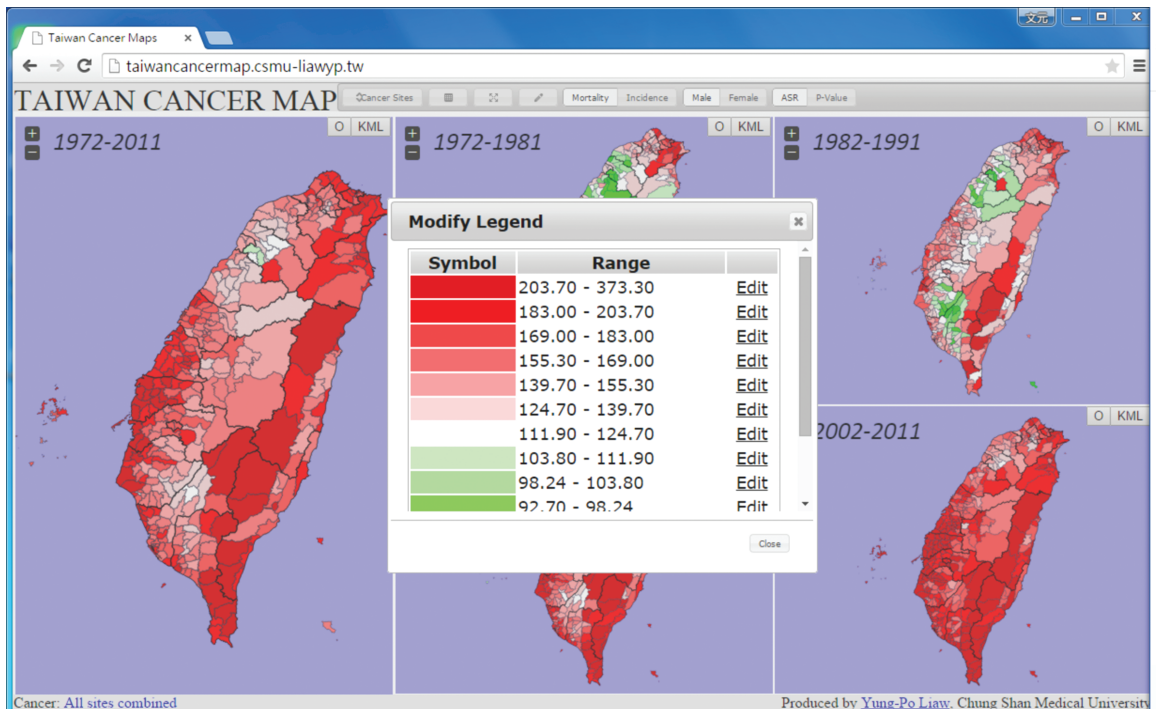 文元
Taiwan Cancer Maps
taiwancancermap.csmu-liawyp.tw
TAIWAN CANCER MAP
Cancer Sites Mortality Incidence Male Female ASR P-Value
1972-2011
O KML
1972-1981
O KML
1982-1991
O KML
Modify Legend
Symbol Range
203.70 - 373.30 Edit
183.00 - 203.70 Edit
169.00 - 183.00 Edit
155.30 - 169.00 Edit
139.70 - 155.30 Edit
124.70 - 139.70 Edit
111.90 - 124.70 Edit
103.80 - 111.90 Edit
98.24 - 103.80 Edit
92.70 - 98.24 Edit
Close
2002-2011
O KML
Cancer: All sites combined
Produced by Yung-Po Liaw, Chung Shan Medical University